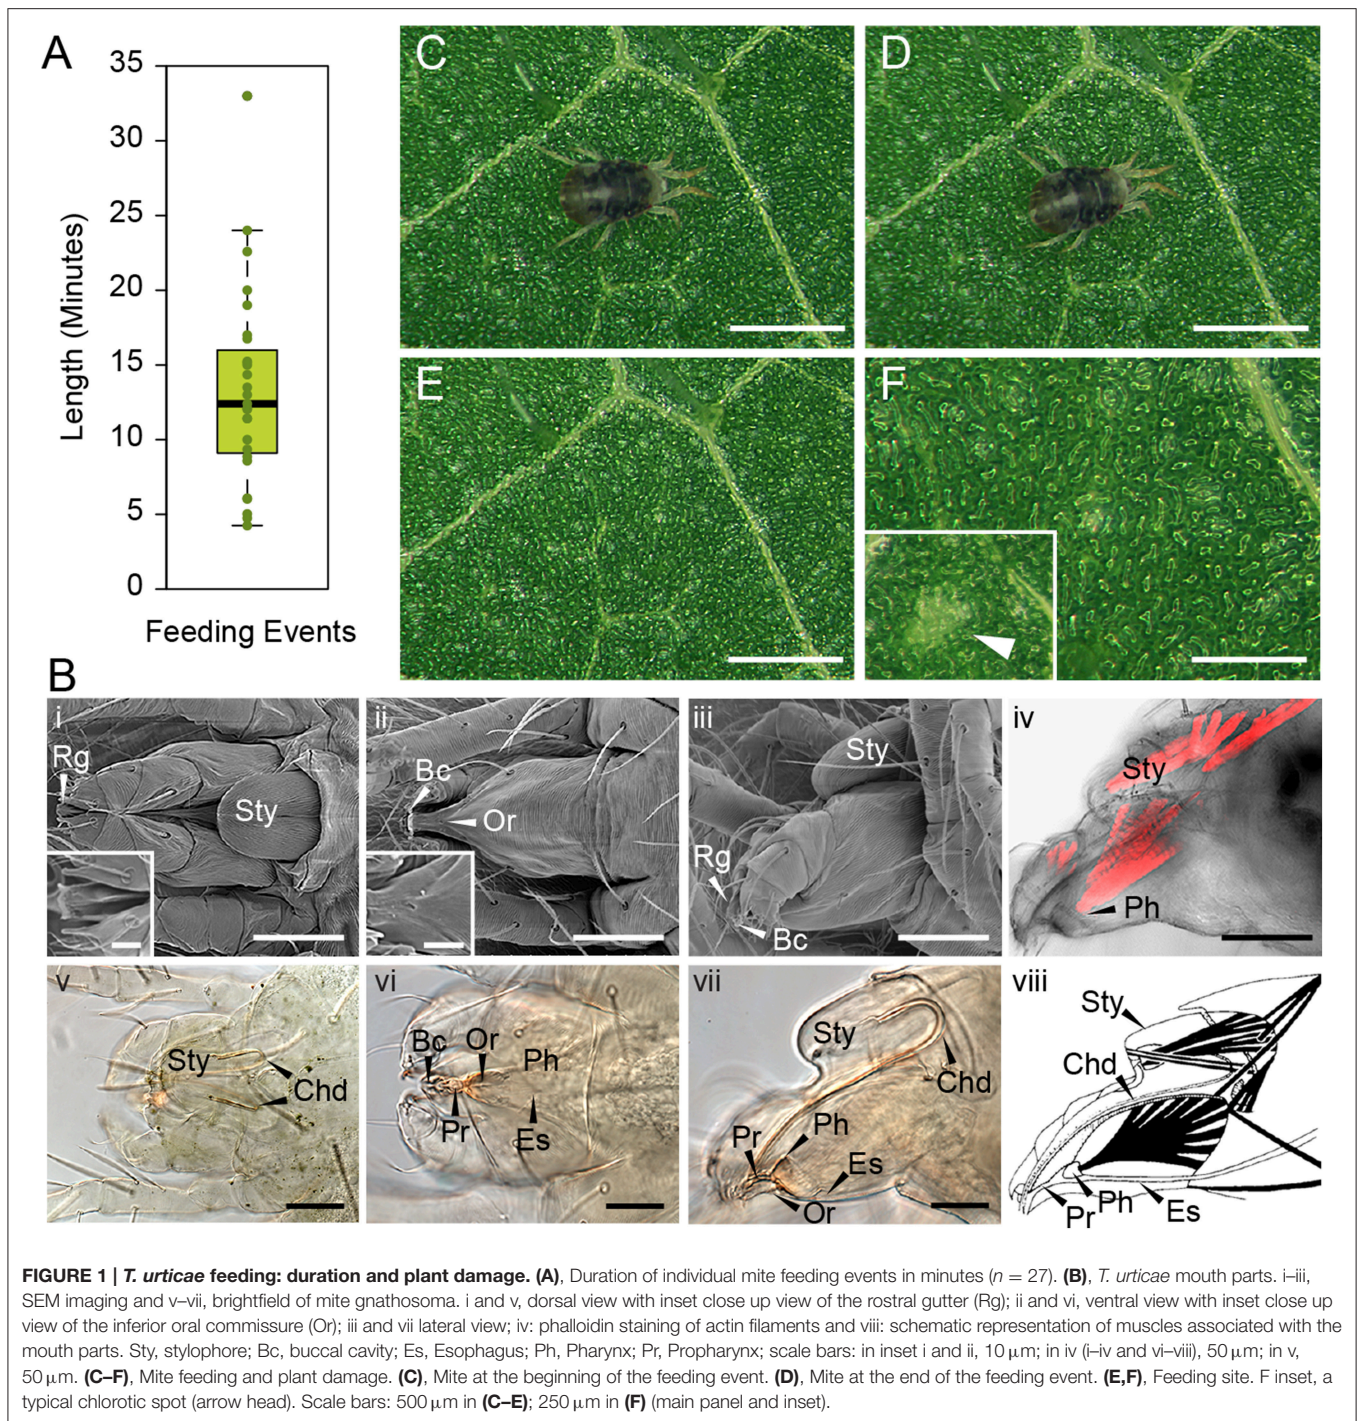 A
35
30
25
20
15
10
5
0
Length (Minutes)
Feeding Events
C
D
E
F
B
i
Rg
Sty
ii
Bc
Or
iii
Sty
Rg
Bc
iv
Sty
Ph
v
Sty
Chd
vi
Bc
Or
Ph
Pr
Es
vii
Sty
Chd
Pr
Ph
Es
Or
viii
Sty
Chd
Pr
Ph
Es
FIGURE 1 | T. urticae feeding: duration and plant damage. (A), Duration of individual mite feeding events in minutes (n = 27). (B), T. urticae mouth parts. i–iii,
SEM imaging and v–vii, brightfield of mite gnathosoma. i and v, dorsal view with inset close up view of the rostral gutter (Rg); ii and vi, ventral view with inset close up
view of the inferior oral commissure (Or); iii and vii lateral view; iv: phalloidin staining of actin filaments and viii: schematic representation of muscles associated with the
mouth parts. Sty, stylophore; Bc, buccal cavity; Es, Esophagus; Ph, Pharynx; Pr, Propharynx; scale bars: in inset i and ii, 10 μm; in iv (i–iv and vi–viii), 50 μm; in v,
50 μm. (C–F), Mite feeding and plant damage. (C), Mite at the beginning of the feeding event. (D), Mite at the end of the feeding event. (E,F), Feeding site. F inset, a
typical chlorotic spot (arrow head). Scale bars: 500 μm in (C–E); 250 μm in (F) (main panel and inset).